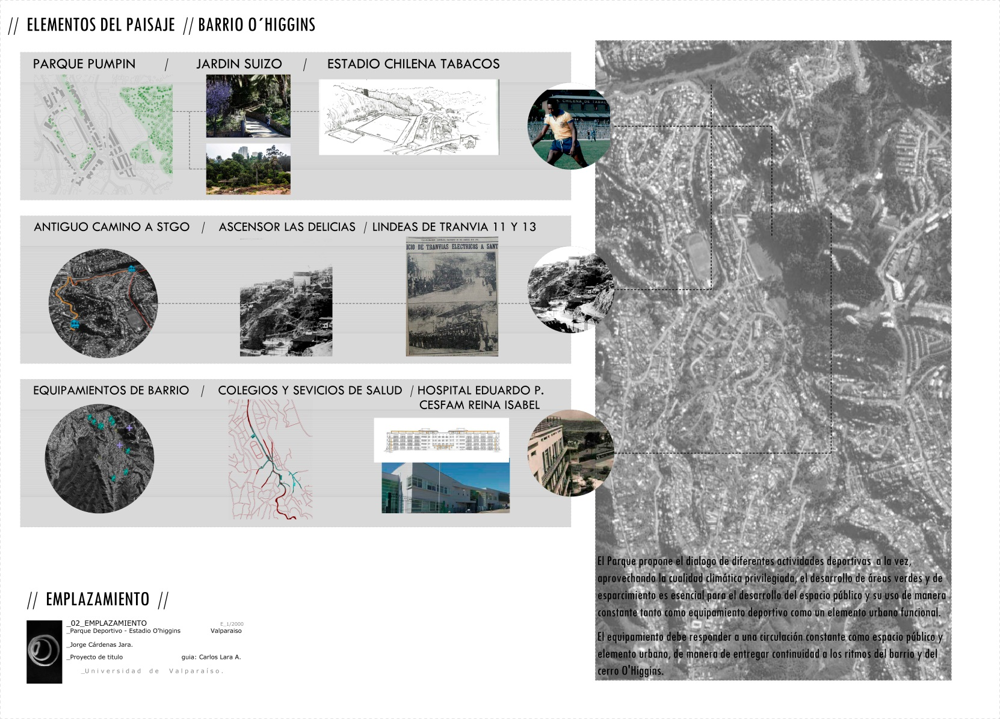 // ELEMENTOS DEL PAISAJE // BARRIO O´HIGGINS
PARQUE PUMPIN / JARDIN SUIZO / ESTADIO CHILENA TABACOS
CHILENA DE TABAC
ANTIGUO CAMINO A STGO / ASCENSOR LAS DELICIAS / LINDEAS DE TRANVIA 11 Y 13
ICIO DE TRANVIAS ELECTRICOS A SANT
EQUIPAMIENTOS DE BARRIO / COLEGIOS Y SEVICIOS DE SALUD / HOSPITAL EDUARDO P.
CESFAM REINA ISABEL
El Parque propone el dialogo de diferentes actividades deportivas a la vez,
aprovechando la cualidad climática privilegiada, el desarrollo de áreas verdes y de
esparcimiento es esencial para el desarrollo del espacio público y su uso de manera
constante tanto como equipamiento deportivo como un elemento urbano funcional.
El equipamiento debe responder a una circulación constante como espacio público y
elemento urbano, de manera de entregar continuidad a los ritmos del barrio y del
cerro O'Higgins.
// EMPLAZAMIENTO //
_02_EMPLAZAMIENTO E_1/2000
_Parque Deportivo - Estadio O'higgins Valparaiso
_Jorge Cárdenas Jara.
_Proyecto de titulo guia: Carlos Lara A.
_Universidad de Valparaíso.